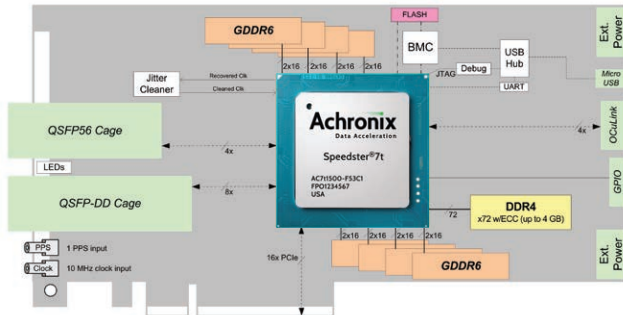 GDDR6
2x16 2x16 2x16 2x16
FLASH
BMC
USB
Hub
JTAG
Debug
UART
Ext.
Power
Micro
USB
Jitter
Cleaner
Recovered Clk
Cleaned Clk
QSFP56 Cage
4x
LEDs
QSFP-DD Cage
8x
Achronix
Data Acceleration
Speedster®7t
AC7t1500-F53C1
FPO1234567
USA
4x
OCuLink
GPIO
72
DDR4
x72 w/ECC (up to 4 GB)
PPS
1 PPS input
Clock
10 MHz clock input
16x PCIe
2x16 2x16 2x16 2x16
GDDR6
Ext.
Power